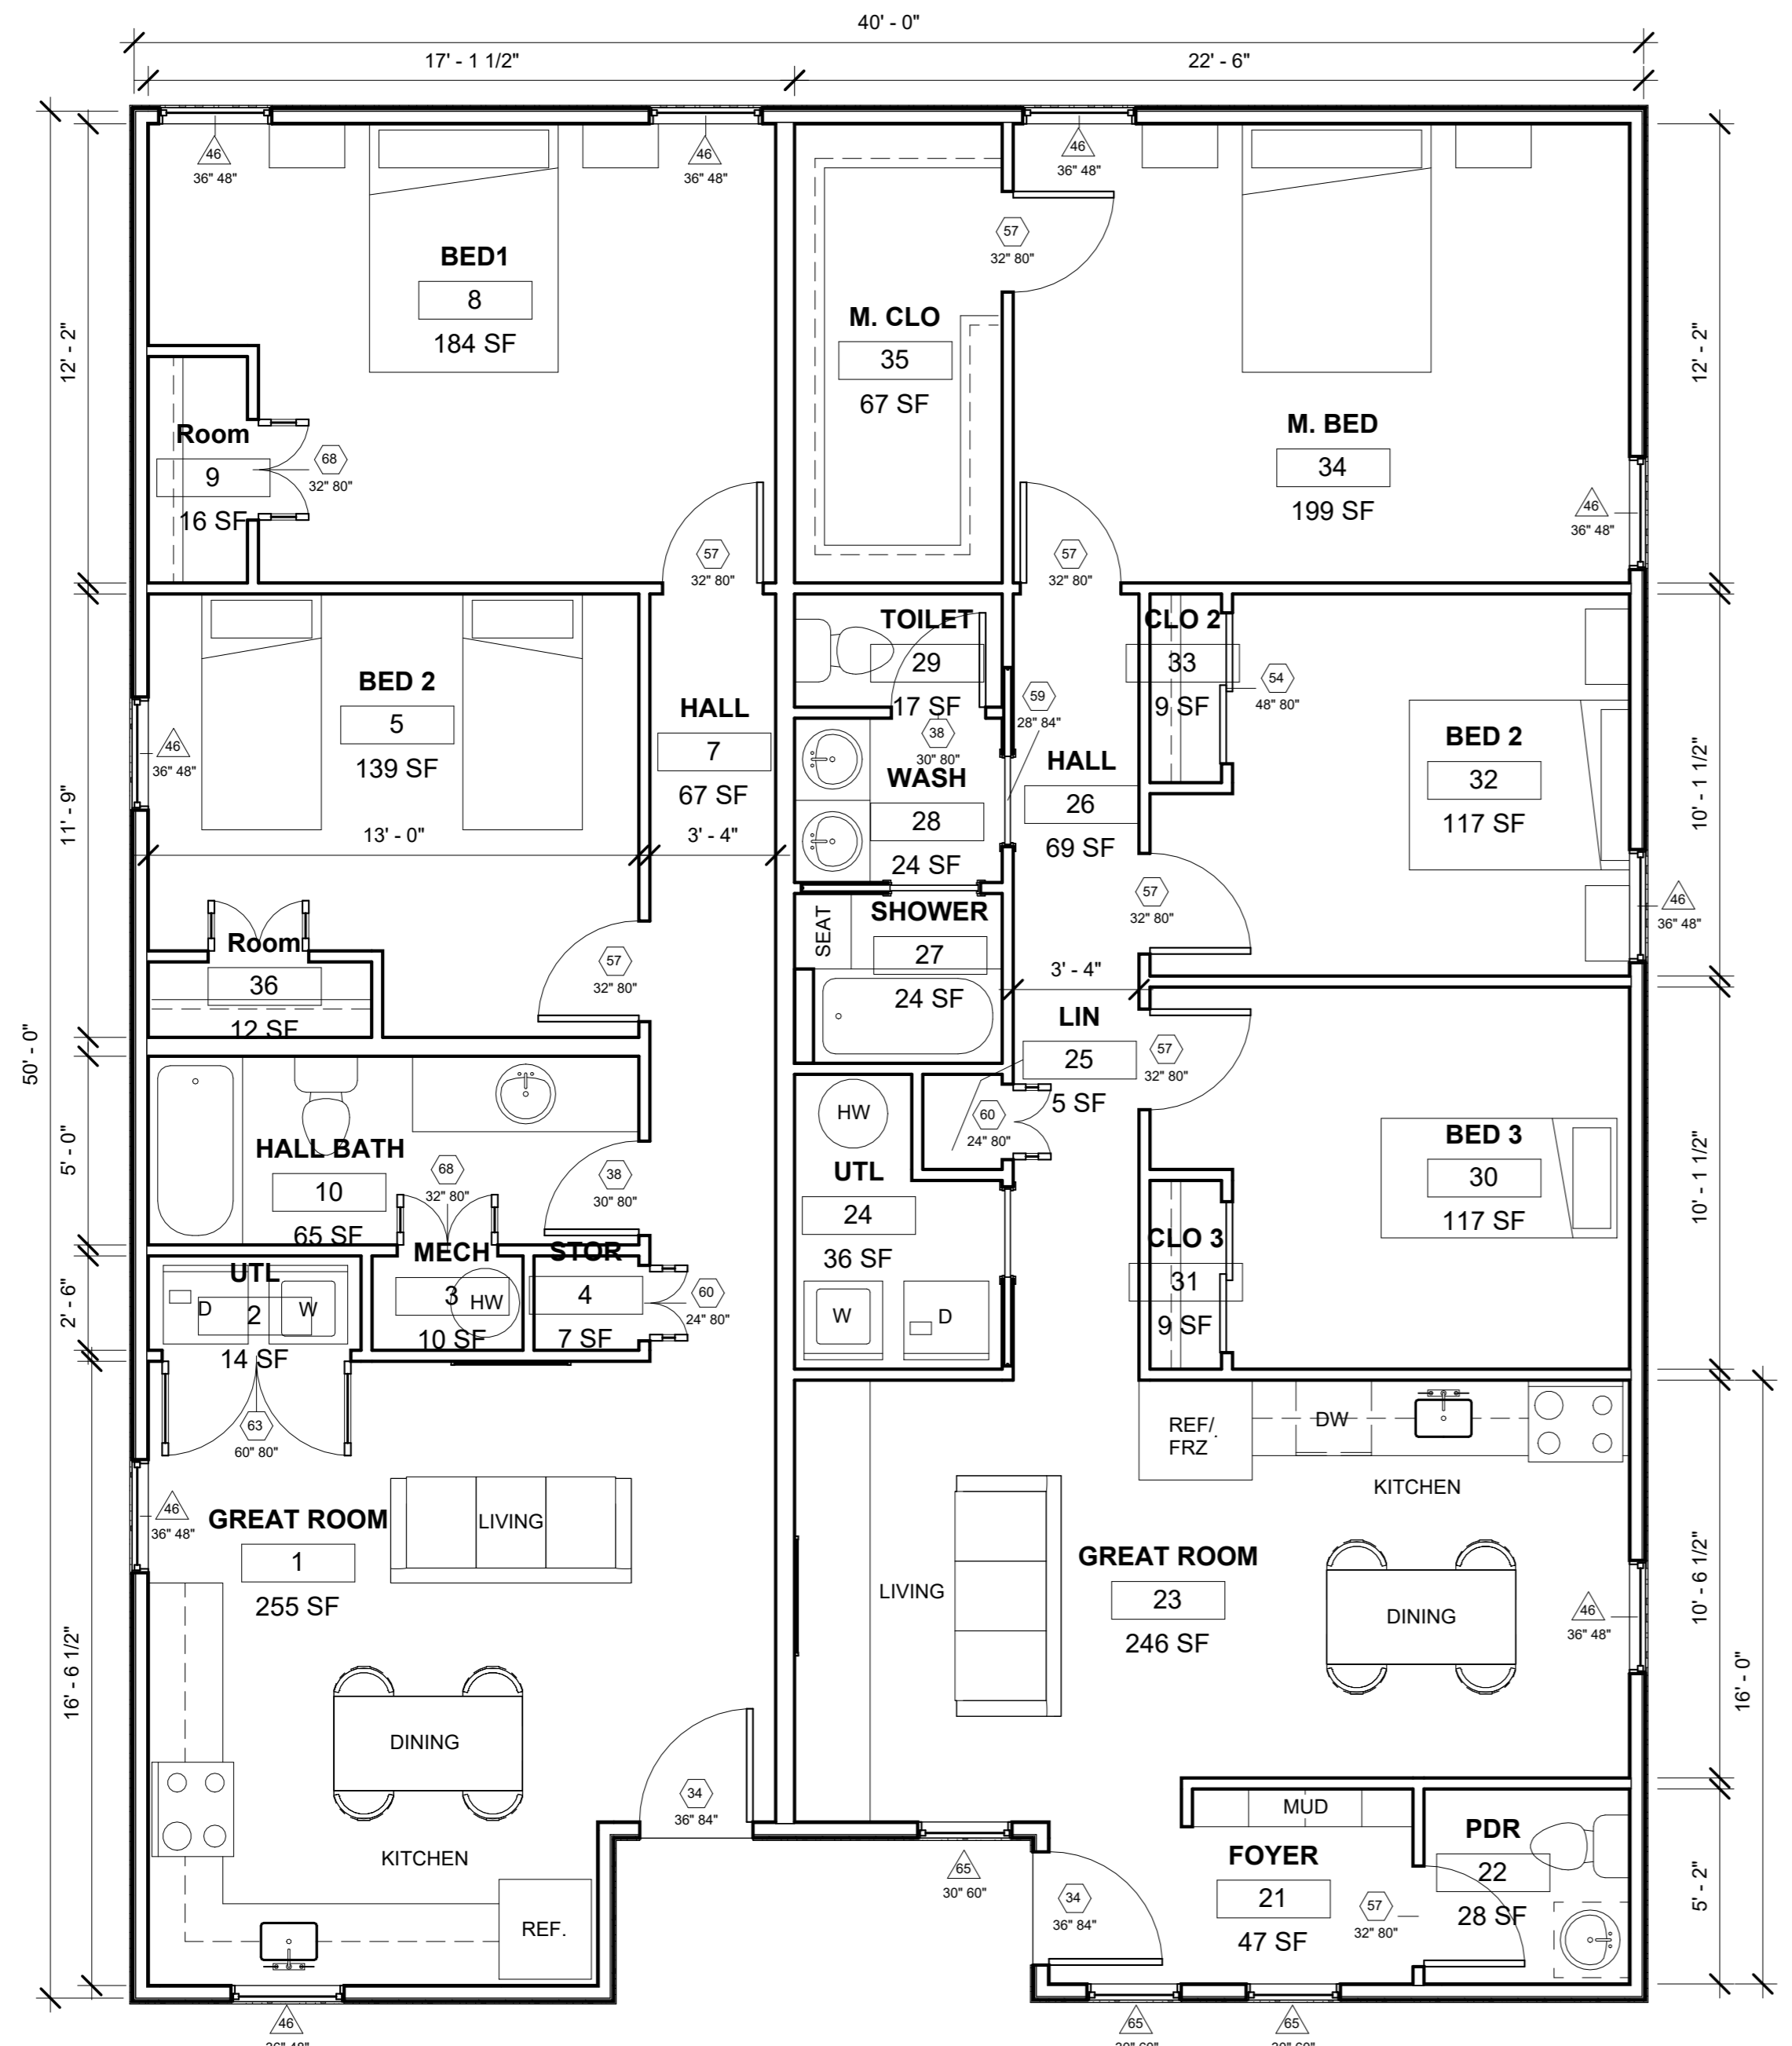 40' - 0"
17' - 1 1/2"
22' - 6"
46
36" 48"
46
36" 48"
46
36" 48"
57
32" 80"
BED1
8
184 SF
M. CLO
35
67 SF
12' - 2"
12' - 2"
M. BED
34
199 SF
Room
9
16 SF
68
32" 80"
46
36" 48"
57
32" 80"
57
32" 80"
TOILET
29
17 SF
CLO 2
33
9 SF
54
48" 80"
BED 2
5
139 SF
HALL
7
67 SF
59
28" 84"
38
30" 80"
WASH
28
24 SF
HALL
26
69 SF
BED 2
32
117 SF
46
36" 48"
11' - 9"
10' - 1 1/2"
13' - 0"
3' - 4"
57
32" 80"
46
36" 48"
SEAT
SHOWER
27
24 SF
Room
36
12 SF
57
32" 80"
3' - 4"
LIN
25
5 SF
57
32" 80"
50' - 0"
HW
60
24" 80"
5' - 0"
HALL BATH
10
65 SF
68
32" 80"
38
30" 80"
UTL
24
36 SF
BED 3
30
117 SF
10' - 1 1/2"
MECH
3
HW
10 SF
STOR
4
7 SF
60
24" 80"
UTL
D
2
W
14 SF
2' - 6"
CLO 3
31
9 SF
W
D
63
60" 80"
REF/
FRZ
DW
KITCHEN
46
36" 48"
GREAT ROOM
1
255 SF
LIVING
LIVING
GREAT ROOM
23
246 SF
DINING
46
36" 48"
10' - 6 1/2"
16' - 0"
16' - 6 1/2"
DINING
34
36" 84"
KITCHEN
REF.
65
30" 60"
MUD
FOYER
21
47 SF
PDR
22
28 SF
34
36" 84"
57
32" 80"
5' - 2"
46
65
65